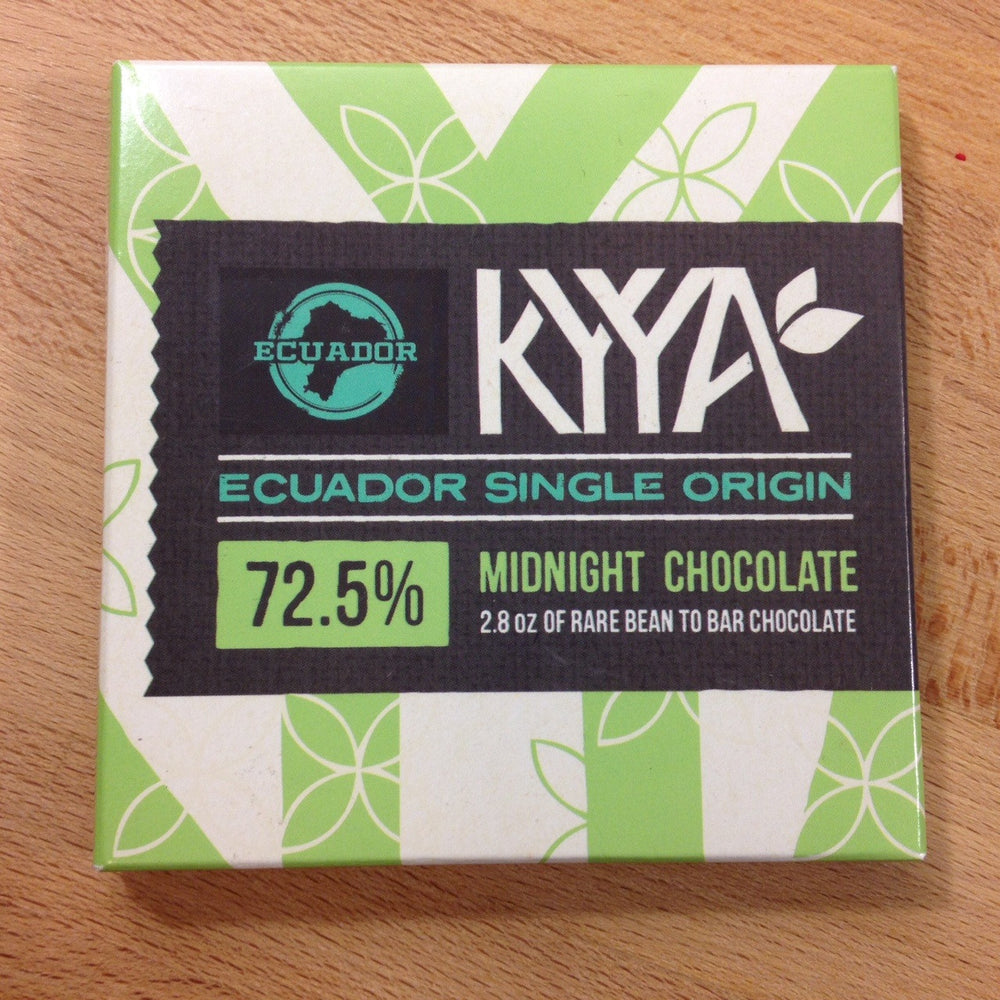 ECUADOR
KYYA
ECUADOR SINGLE ORIGIN
72.5%
MIDNIGHT CHOCOLATE
2.8 oz OF RARE BEAN TO BAR CHOCOLATE